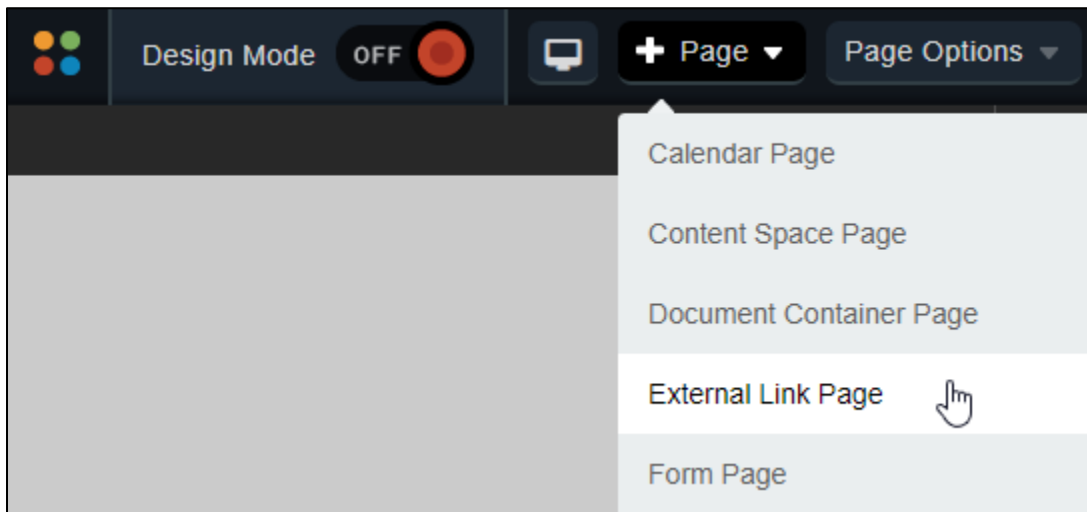 Design Mode OFF + Page Page Options
Calendar Page
Content Space Page
Document Container Page
External Link Page
Form Page